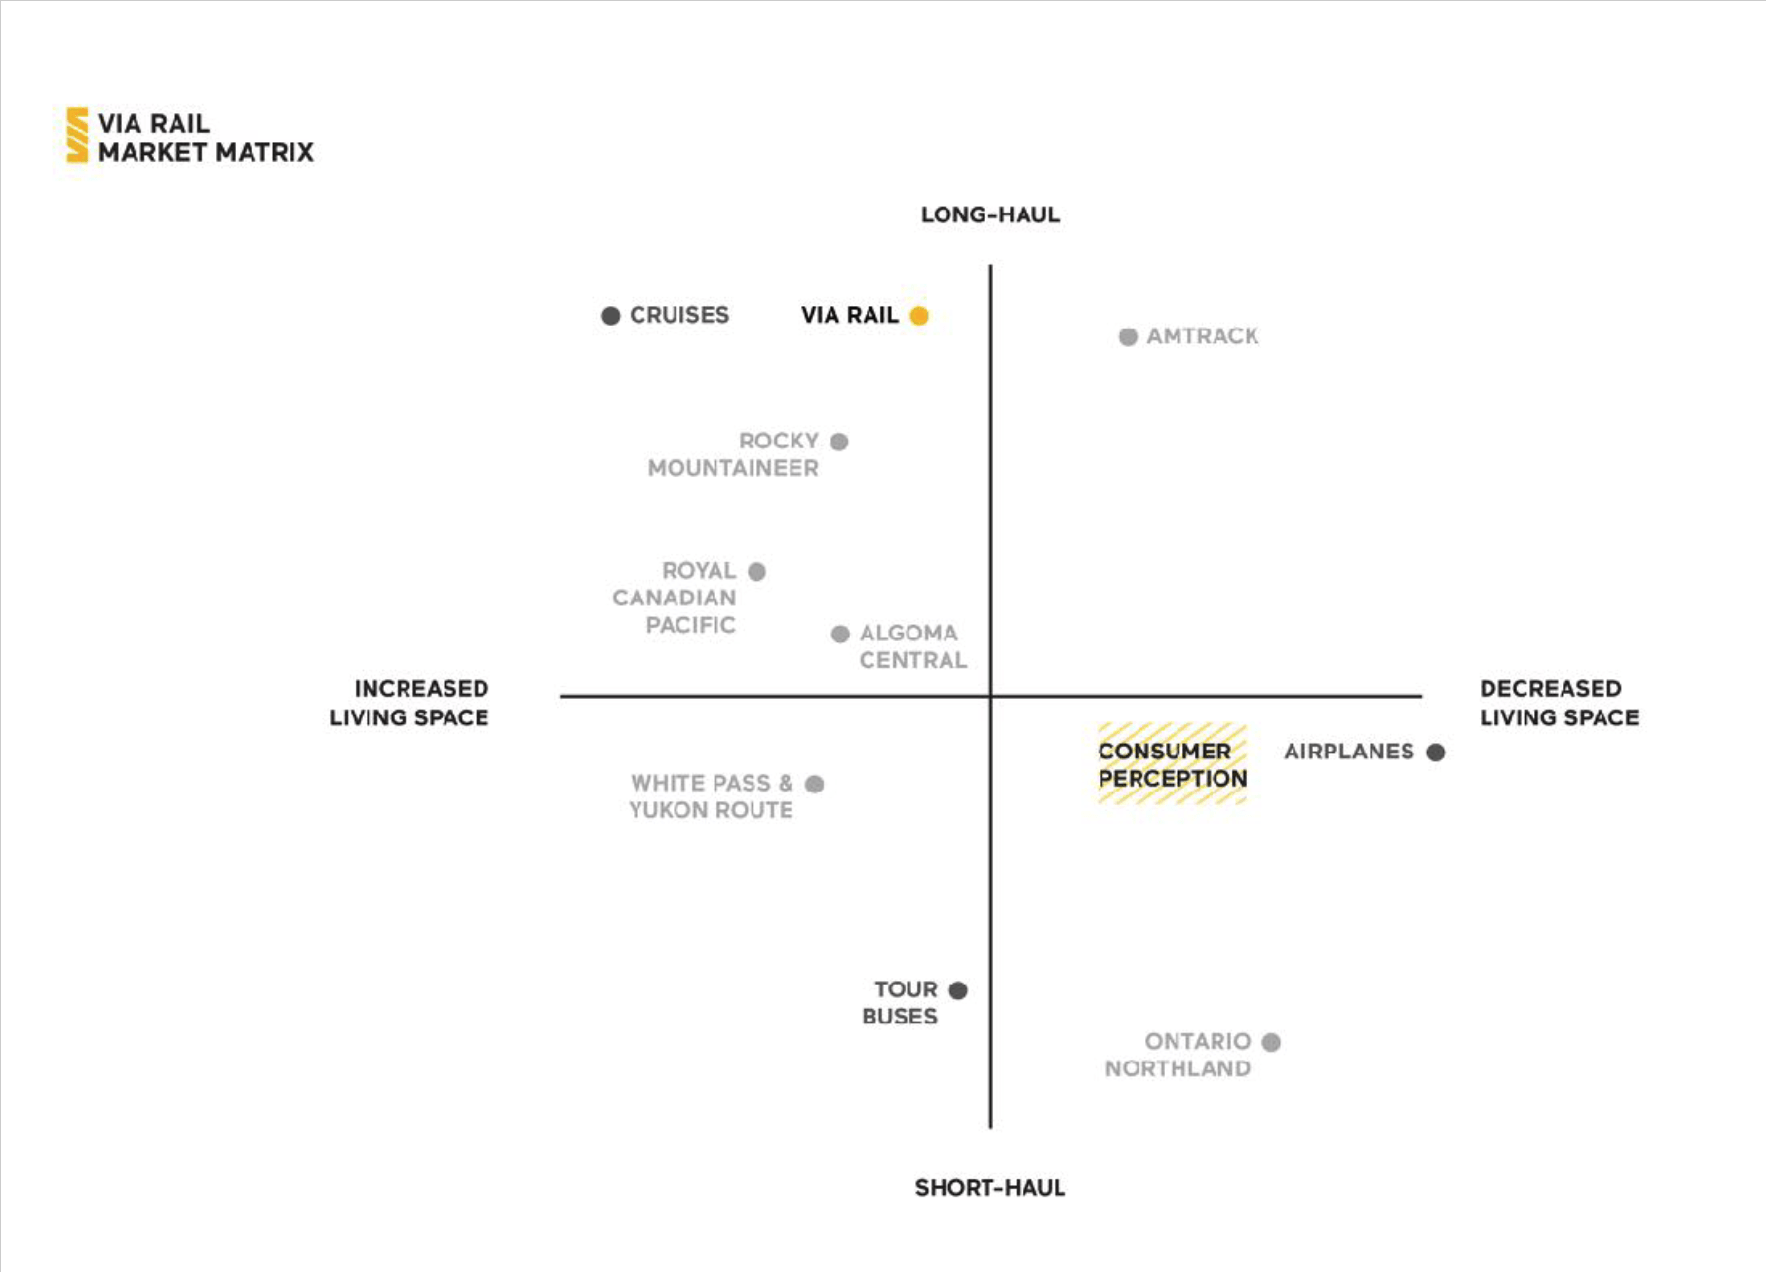 VIA RAIL
MARKET MATRIX
LONG-HAUL
CRUISES
VIA RAIL
AMTRACK
ROCKY
MOUNTAINEER
ROYAL
CANADIAN
PACIFIC
ALGOMA
CENTRAL
INCREASED
LIVING SPACE
DECREASED
LIVING SPACE
CONSUMER
PERCEPTION
AIRPLANES
WHITE PASS &
YUKON ROUTE
TOUR
BUSES
ONTARIO
NORTHLAND
SHORT-HAUL